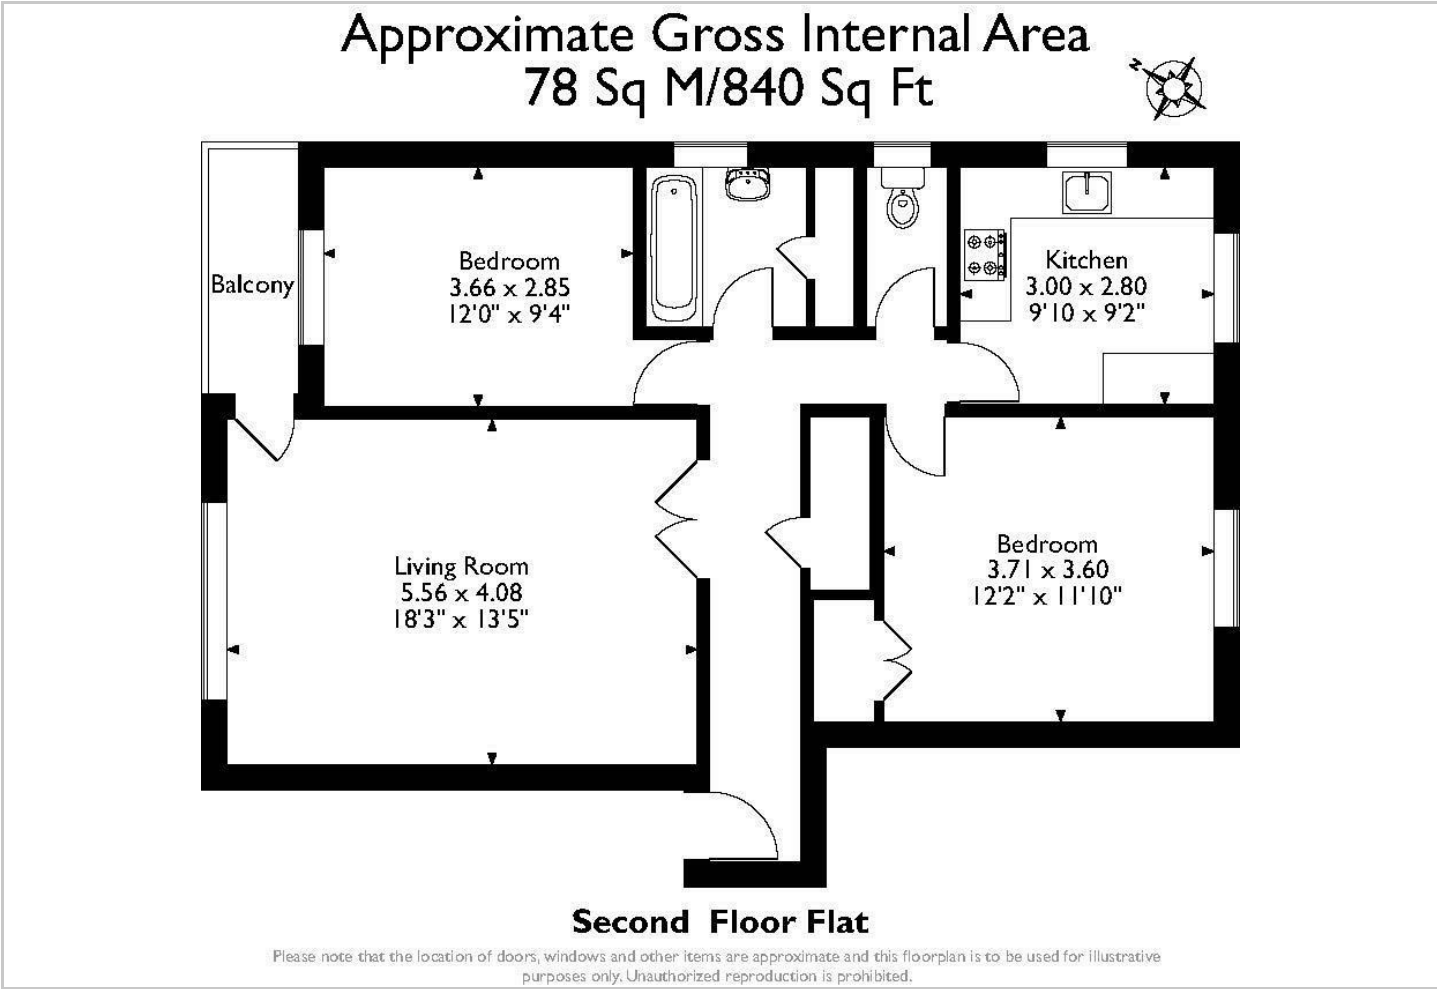 Approximate Gross Internal Area
78 Sq M/840 Sq Ft
N
Balcony
Bedroom
3.66 x 2.85
12'0" x 9'4"
Kitchen
3.00 x 2.80
9'10 x 9'2"
Living Room
5.56 x 4.08
18'3" x 13'5"
Bedroom
3.71 x 3.60
12'2" x 11'10"
Second Floor Flat
Please note that the location of doors, windows and other items are approximate and this floorplan is to be used for illustrative
purposes only. Unauthorized reproduction is prohibited.